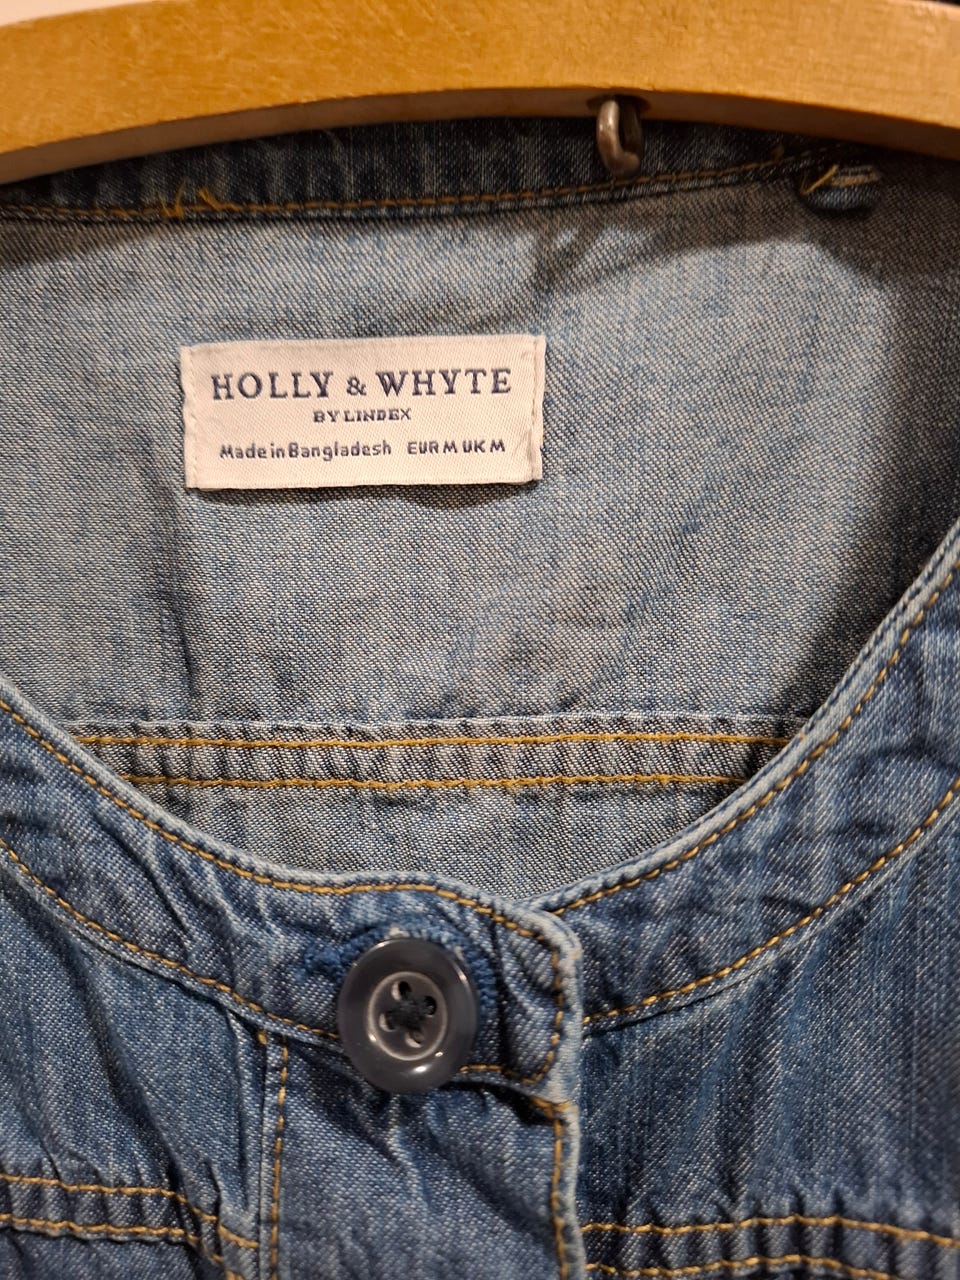 HOLLY & WHYTE
BY LINDEX
Made in Bangladesh EUR M UK M